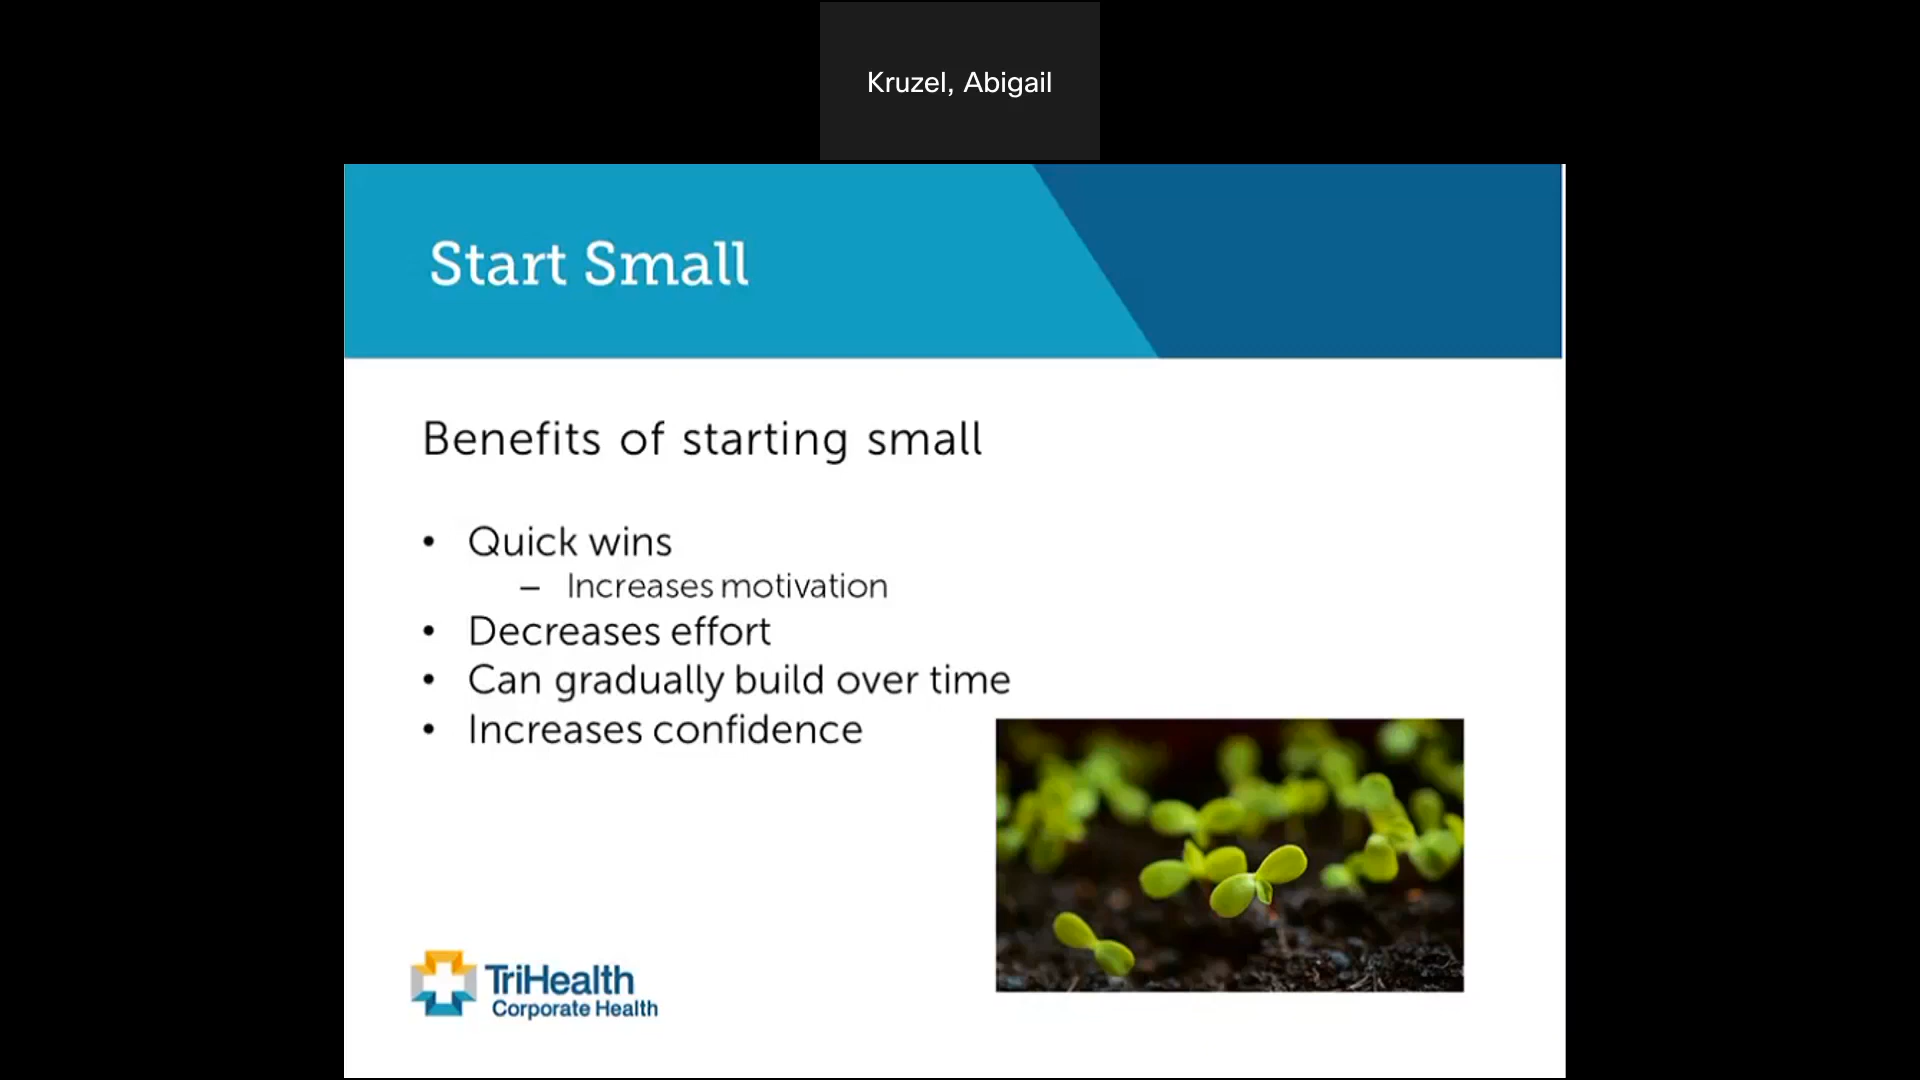 Kruzel, Abigail
Start Small
Benefits of starting small
• Quick wins
– Increases motivation
• Decreases effort
• Can gradually build over time
• Increases confidence
TriHealth
Corporate Health